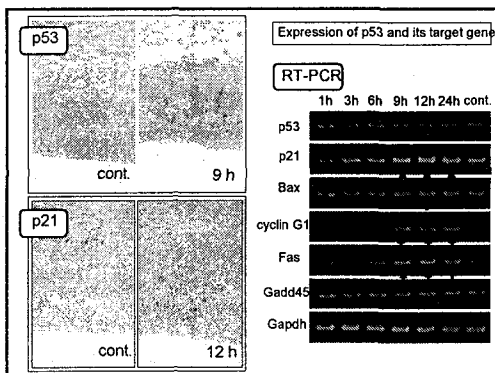 p53
cont.
9 h
p21
cont.
12 h
Expression of p53 and its target gene
RT-PCR
1h 3h 6h 9h 12h 24h cont.
p53
p21
Bax
cyclin G1
Fas
Gadd45
Gapdh